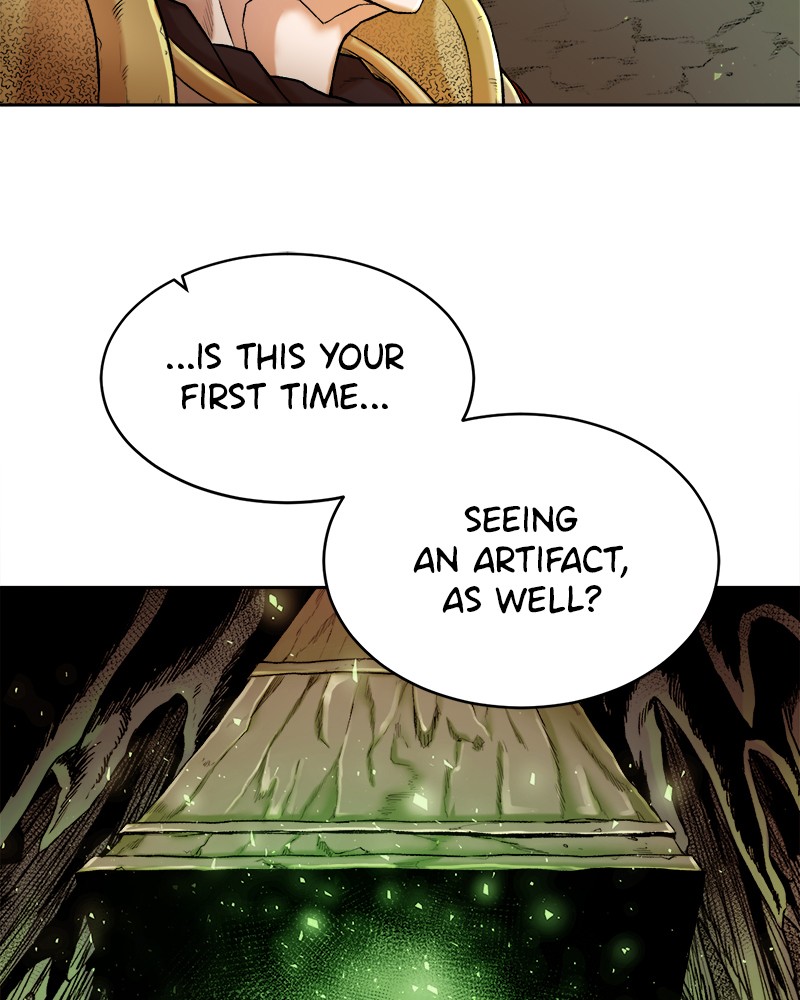 ...IS THIS YOUR
FIRST TIME...
SEEING
AN ARTIFACT,
AS WELL?